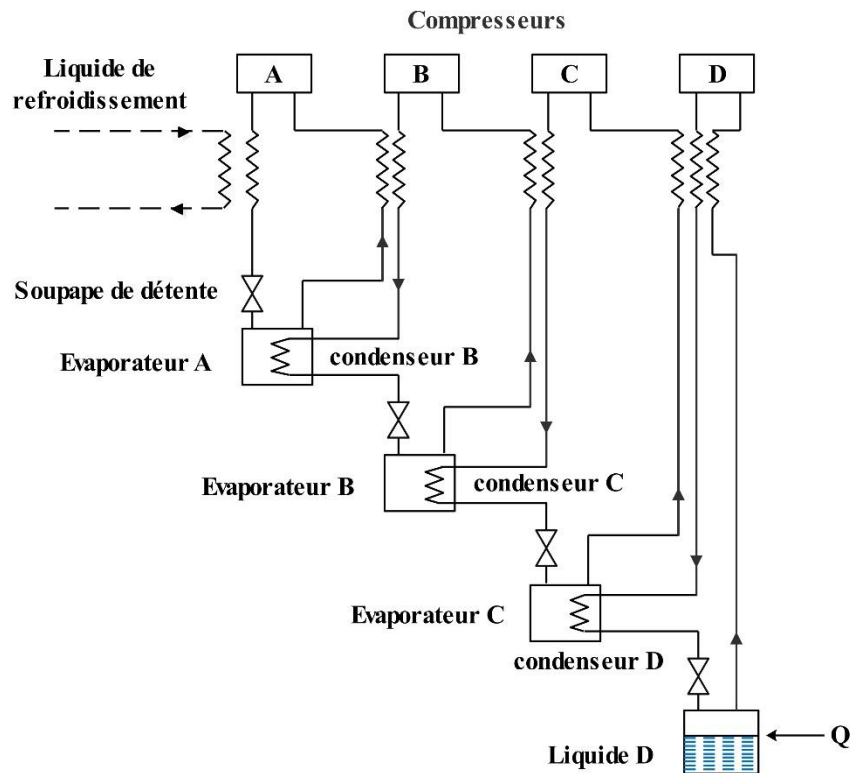 Compresseurs
A
B
C
D
Liquide de
refroidissement
Soupape de détente
Evaporateur A
condenseur B
Evaporateur B
condenseur C
Evaporateur C
condenseur D
Q
Liquide D